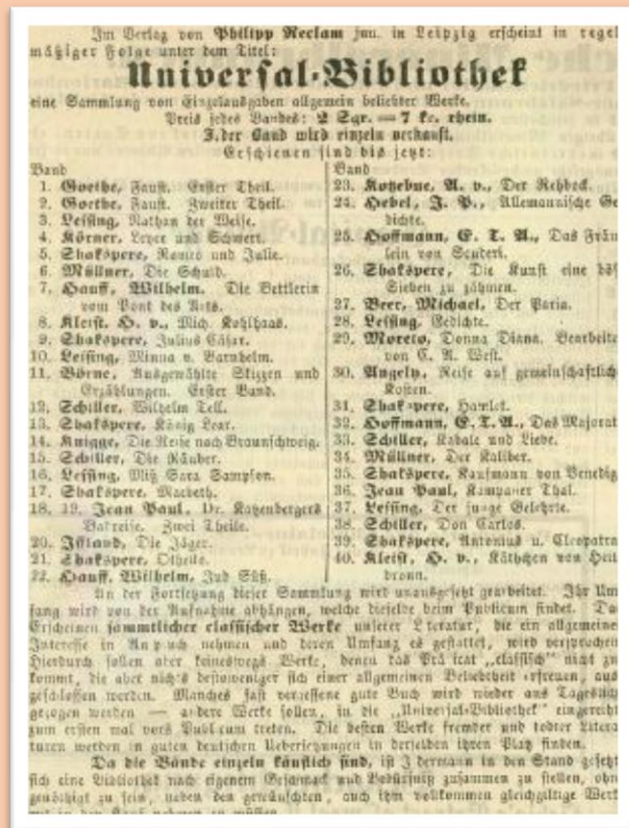 Im Verlag von Philipp Reclam jun. in Leipzig erscheint in regel
mäßiger Folge unter dem Titel:
Universal-Bibliothek
eine Sammlung von Einzelausgaben allgemein beliebter Werke.
Preis jedes Bandes: 2 Sgr. = 7 kr. rhein.
Jeder Band wird einzeln verkauft.
Erschienen sind bis jetzt:
Band
1. Goethe, Faust. Erster Theil.
2. Goethe, Faust. Zweiter Theil.
3. Lessing, Nathan der Weise.
4. Körner, Leyer und Schwert.
5. Shakspere, Romeo und Julie.
6. Müllner, Die Schuld.
7. Hauff, Wilhelm. Die Bettlerin
vom Pont des Arts.
8. Kleist, H. v., Mich. Kohlhaas.
9. Shakspere, Julius Cäsar.
10. Lessing, Minna v. Barnhelm.
11. Börne, Ausgewählte Skizzen und
Erzählungen. Erster Band.
12. Schiller, Wilhelm Tell.
13. Shakspere, König Lear.
14. Knigge, Die Reise nach Braunschweig.
15. Schiller, Die Räuber.
16. Lessing, Miß Sara Sampson.
17. Shakspere, Macbeth.
18. 19. Jean Paul, Dr. Katzenbergers
Badreise. Zwei Theile.
20. Iffland, Die Jäger.
21. Shakspere, Othello.
22. Hauff, Wilhelm, Jud Süß.
Band
23. Kotzebue, A. v., Der Rehbock.
24. Hebel, J. P., Allemannische Ge
dichte.
25. Hoffmann, E. T. A., Das Fräu
lein von Scuderi.
26. Shakspere, Die Kunst eine bös
Sieben zu zähmen.
27. Beer, Michael, Der Paria.
28. Lessing, Gedichte.
29. Moreto, Donna Diana. Bearbeite
von C. A. West.
30. Angely, Reise auf gemeinschaftlich
Kosten.
31. Shakspere, Hamlet.
32. Hoffmann, E. T. A., Das Majorat
33. Schiller, Kabale und Liebe.
34. Müllner, Der Kaliber.
35. Shakspere, Kaufmann von Venedig
36. Jean Paul, Kampaner Thal.
37. Lessing, Der junge Gelehrte.
38. Schiller, Don Carlos.
39. Shakspere, Antonius u. Cleopatra
40. Kleist, H. v., Käthchen von Heil
bronn.
An der Fortsetzung dieser Sammlung wird unausgesetzt gearbeitet. Ihr Um
fang wird von der Aufnahme abhängen, welche dieselbe beim Publicum findet. Da
Erscheinen sämmtlicher classischer Werke unserer Literatur, die ein allgemeine
Interesse in Anspruch nehmen und deren Umfang es gestattet, wird versprochen
Hierdurch sollen aber keineswegs Werke, denen das Prädicat „classisch" nicht zu
kommt, die aber nichts destoweniger sich einer allgemeinen Beliebtheit erfreuen, aus
geschlossen werden. Manches fast vergessene gute Buch wird wieder ans Tageslich
gezogen werden — andere Werke sollen, in die „Universal-Bibliothek" eingereiht
zum ersten mal vors Publicum treten. Die besten Werke fremder und todter Litera
turen werden in guten deutschen Uebersetzungen in derselben ihren Platz finden.
Da die Bände einzeln käuflich sind, ist Jedermann in den Stand gesetzt
sich eine Bibliothek nach eigenem Geschmack und Bedürfniß zusammen zu stellen, ohn
genöthigt zu sein, neben den gewünschten, auch ihm vollkommen gleichgiltige Werk
mit in den Kauf nehmen zu müssen.